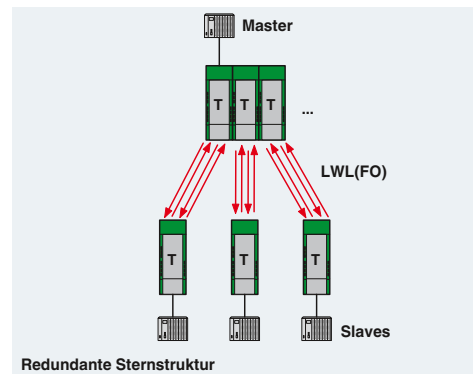 Master
T T T ...
LWL(FO)
T T T
Slaves
Redundante Sternstruktur